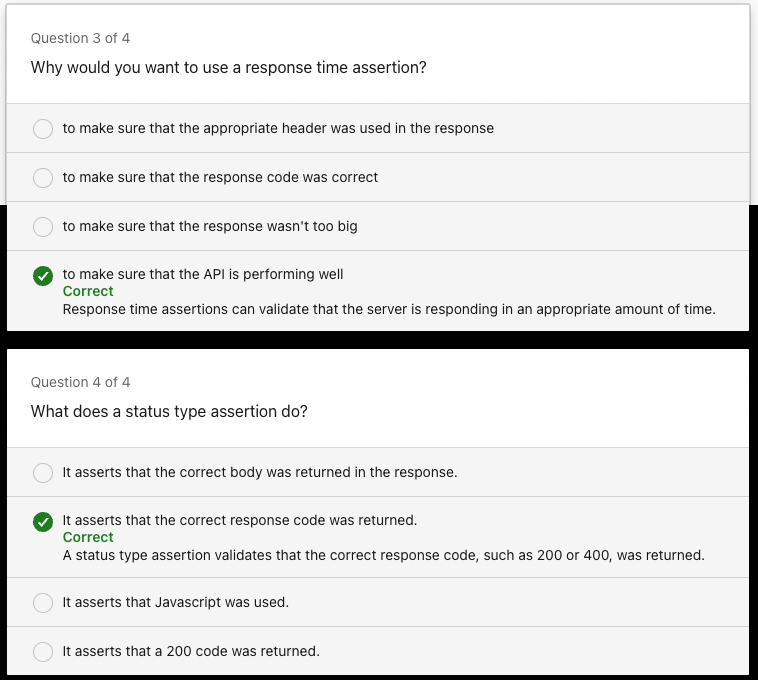 Question 3 of 4
Why would you want to use a response time assertion?
to make sure that the appropriate header was used in the response
to make sure that the response code was correct
to make sure that the response wasn't too big
to make sure that the API is performing well
Correct
Response time assertions can validate that the server is responding in an appropriate amount of time.
Question 4 of 4
What does a status type assertion do?
It asserts that the correct body was returned in the response.
It asserts that the correct response code was returned.
Correct
A status type assertion validates that the correct response code, such as 200 or 400, was returned.
It asserts that Javascript was used.
It asserts that a 200 code was returned.